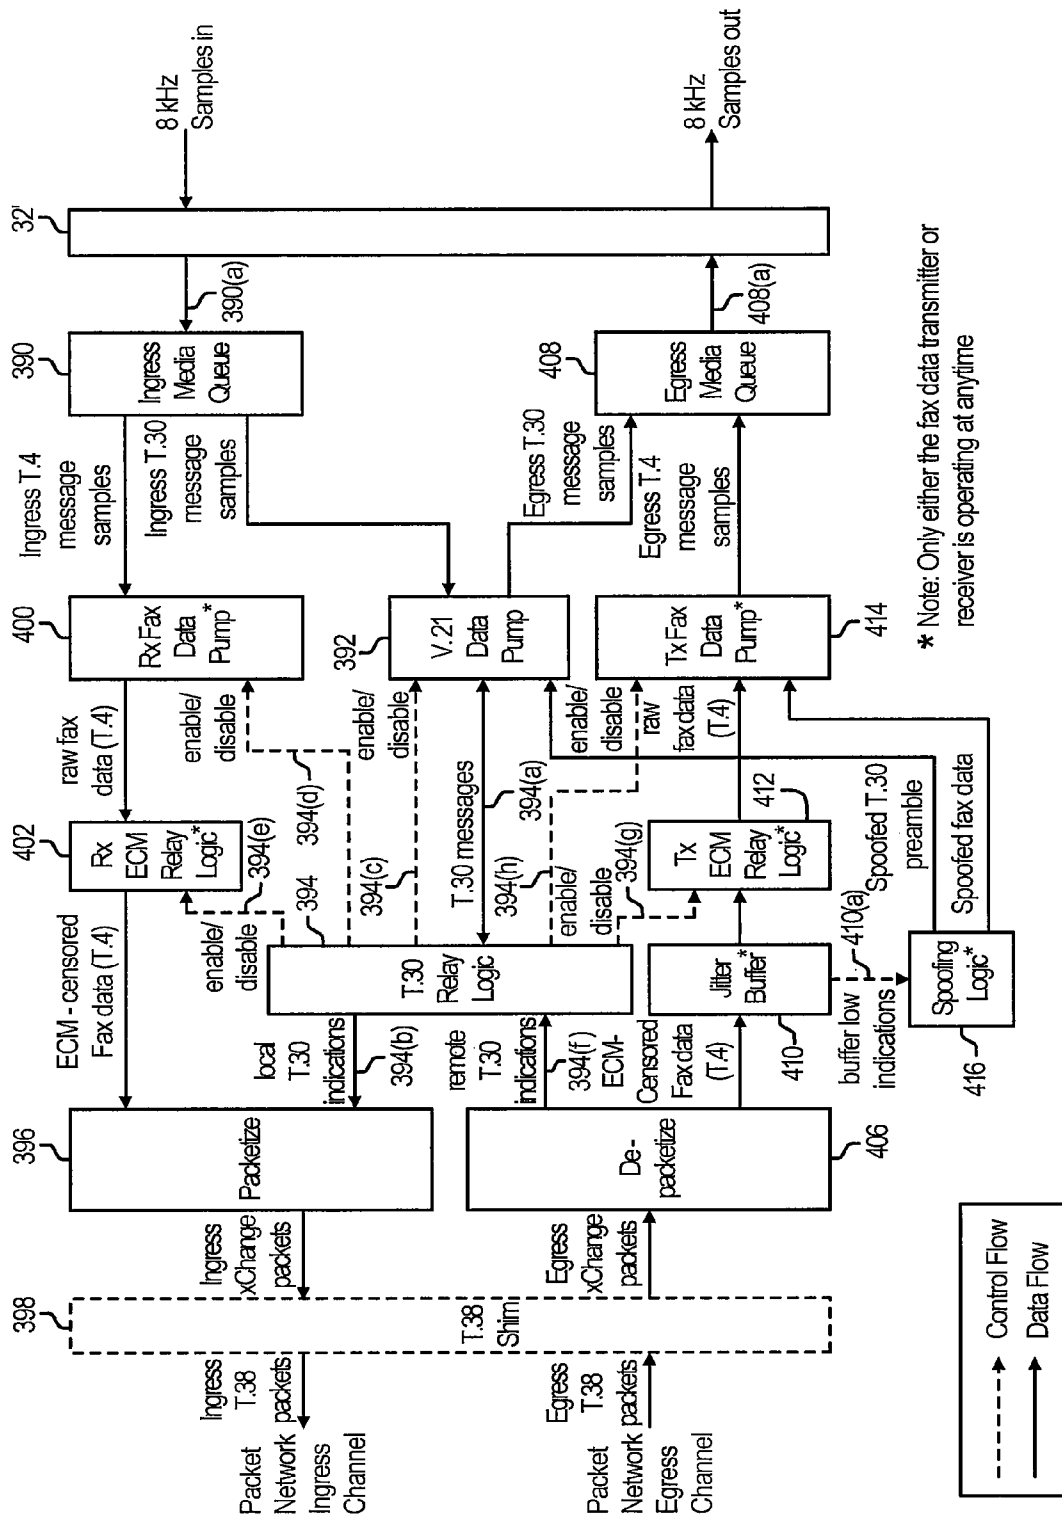 8 kHz
Samples in
8 kHz
Samples out
32'
390(a)
408(a)
390
Ingress
Media
Queue
408
Egress
Media
Queue
Ingress T.4
message
samples
Ingress T.30
message
samples
Egress T.30
message
samples
Egress T.4
message
samples
400
Rx Fax
Data
Pump*
392
V.21
Data
Pump
Tx Fax
Data
Pump*
414
* Note: Only either the fax data transmitter or
receiver is operating at anytime
raw fax
data (T.4)
enable/
disable
394(d)
enable/
disable
394(c)
T.30 messages
394(a)
enable/
disable
394(h)
raw
fax data
(T.4)
402
Rx
ECM
Relay
Logic*
394(e)
enable/
disable
394
T.30
Relay
Logic
enable/
disable
394(g)
Tx
ECM
Relay
Logic*
412
Spoofed T.30
preamble
Spoofed fax data
ECM - censored
Fax data (T.4)
local
T.30
indications
394(b)
remote
T.30
indications
394(f)
ECM-
Censored
Fax data
(T.4)
Jitter
Buffer*
410
410(a)
buffer low
indications
Spoofing
Logic*
416
396
Packetize
De -
packetize
406
Ingress
xChange
packets
Egress
xChange
packets
398
T.38
Shim
Ingress
T.38
packets
Egress
T.38
packets
Packet
Network
Ingress
Channel
Packet
Network
Egress
Channel
Control Flow
Data Flow